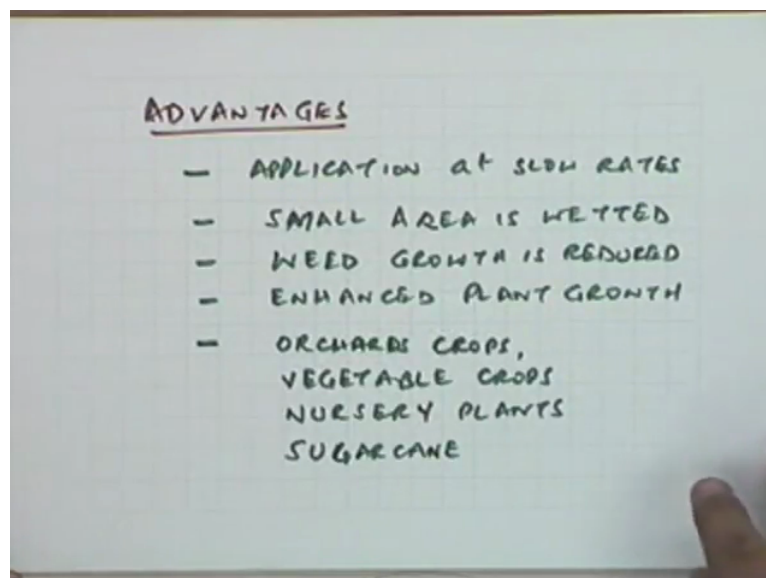 ADVANTAGES
- APPLICATION at SLOW RATES
- SMALL AREA IS WETTED
- WEED GROWTH IS REDUCED
- ENHANCED PLANT GROWTH
- ORCHARDS CROPS,
VEGETABLE CROPS
NURSERY PLANTS
SUGARCANE